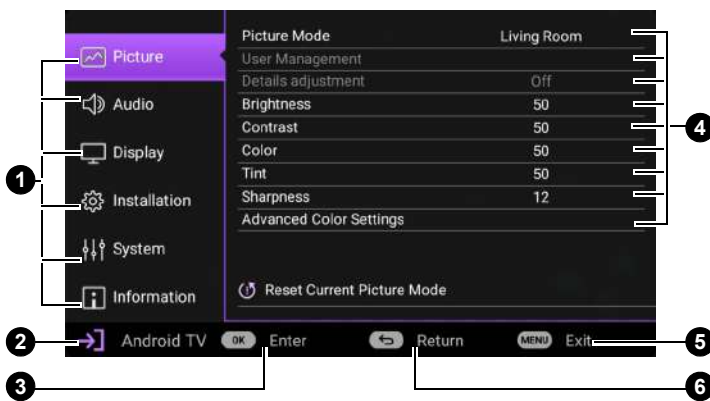 Picture
Audio
Display
Installation
System
Information
Picture Mode Living Room
User Management
Details adjustment Off
Brightness 50
Contrast 50
Color 50
Tint 50
Sharpness 12
Advanced Color Settings
Reset Current Picture Mode
Android TV OK Enter Return MENU Exit
1
2
3
4
5
6